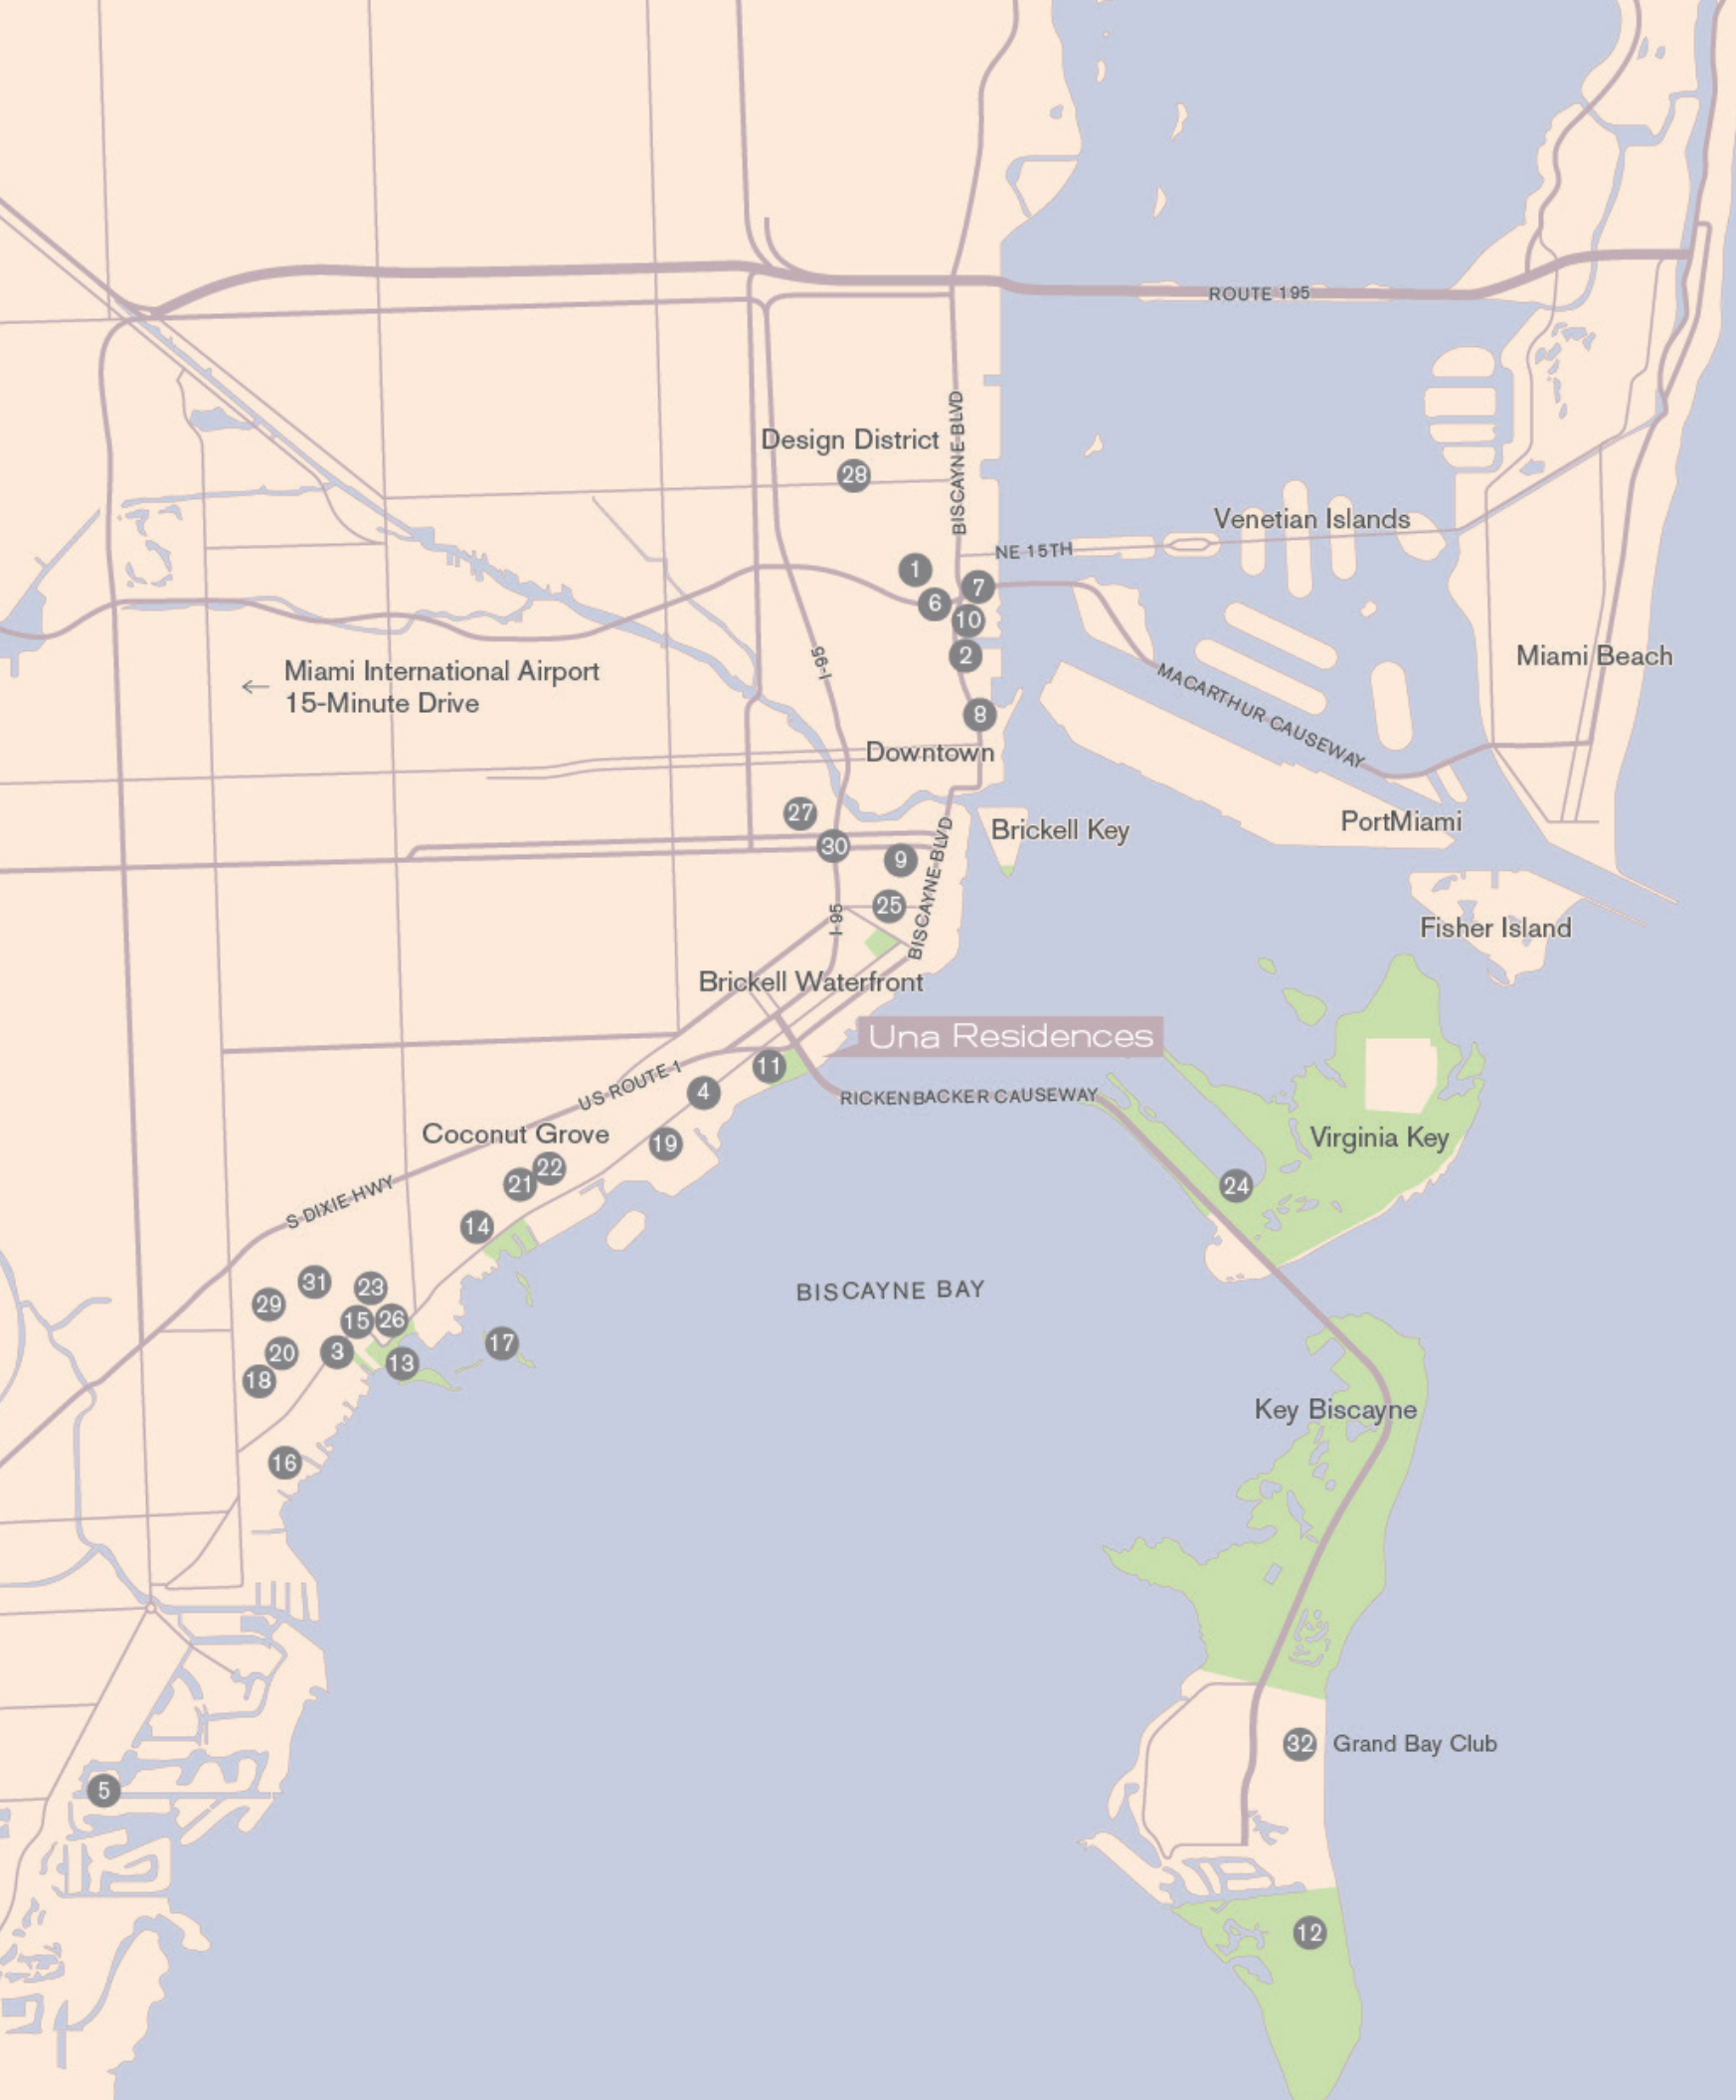 ROUTE 195
BISCAYNE BLVD
Design District
28
Venetian Islands
NE 15TH
1
7
6
10
2
I-95
Miami International Airport
15-Minute Drive
Miami Beach
MACARTHUR CAUSEWAY
8
Downtown
27
30
9
Brickell Key
PortMiami
BISCAYNE BLVD
25
I-95
Fisher Island
Brickell Waterfront
Una Residences
11
US ROUTE 1
4
RICKENBACKER CAUSEWAY
Coconut Grove
19
Virginia Key
22
21
24
S DIXIE HWY
14
31
23
29
BISCAYNE BAY
15
26
20
3
13
17
18
Key Biscayne
16
32
Grand Bay Club
5
12